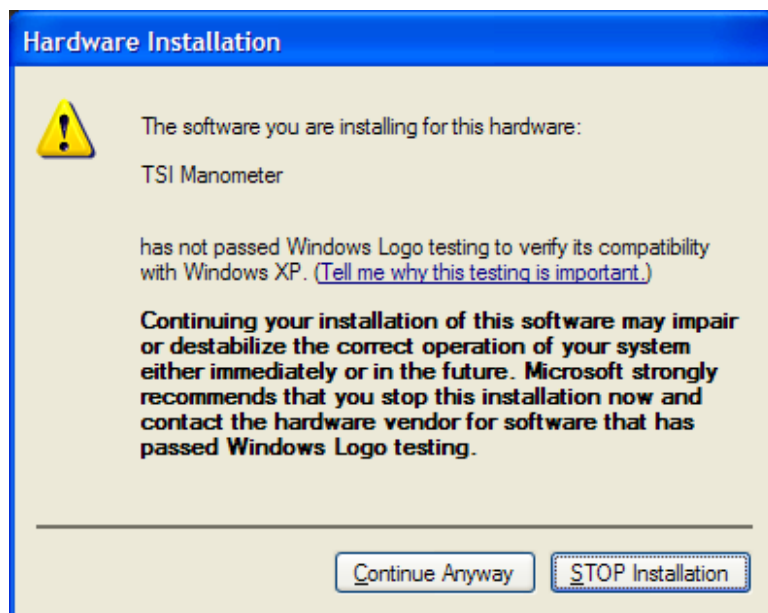 Hardware Installation
The software you are installing for this hardware:
TSI Manometer
has not passed Windows Logo testing to verify its compatibility
with Windows XP. (Tell me why this testing is important.)
Continuing your installation of this software may impair
or destabilize the correct operation of your system
either immediately or in the future. Microsoft strongly
recommends that you stop this installation now and
contact the hardware vendor for software that has
passed Windows Logo testing.
Continue Anyway
STOP Installation